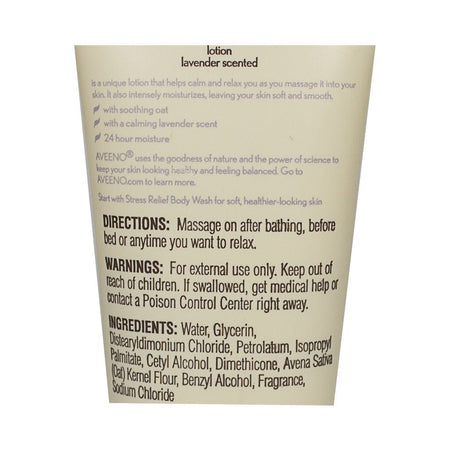 lotion
lavender scented
is a unique lotion that helps calm and relax you as you massage it into your
skin. It also intensely moisturizes, leaving your skin soft and smooth.
with soothing oat
with a calming lavender scent
24 hour moisture
AVEENO® uses the goodness of nature and the power of science to
keep your skin looking healthy and feeling balanced. Go to
AVEENO.com to learn more.
Start with Stress Relief Body Wash for soft, healthier-looking skin
DIRECTIONS: Massage on after bathing, before
bed or anytime you want to relax.
WARNINGS: For external use only. Keep out of
reach of children. If swallowed, get medical help or
contact a Poison Control Center right away.
INGREDIENTS: Water, Glycerin,
Distearyldimonium Chloride, Petrolatum, Isopropyl
Palmitate, Cetyl Alcohol, Dimethicone, Avena Sativa
(Oat) Kernel Flour, Benzyl Alcohol, Fragrance,
Sodium Chloride